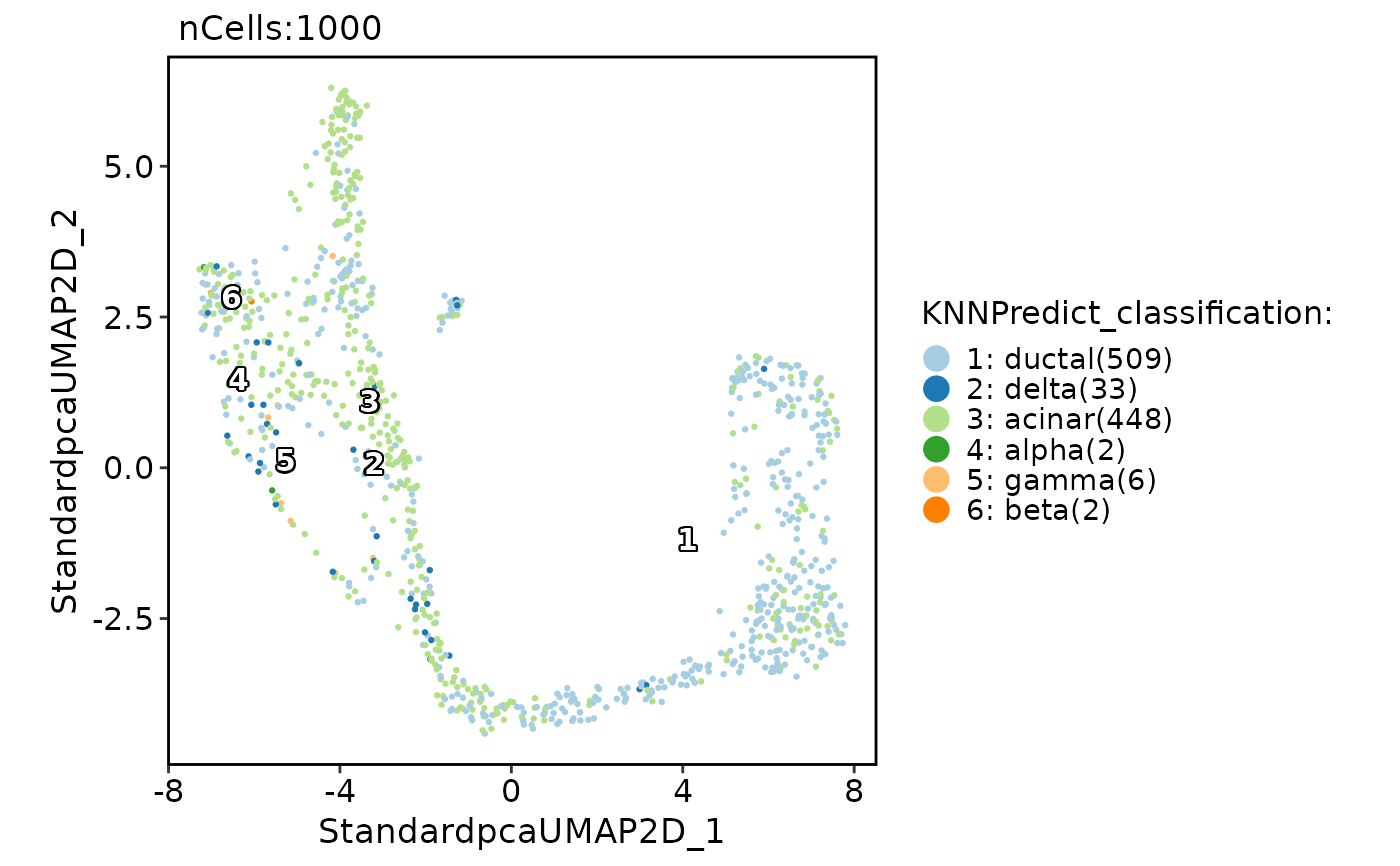 nCells:1000
StandardpcaUMAP2D_2
5.0
2.5
0.0
-2.5
6
4
3
5
2
1
-8
-4
0
4
8
StandardpcaUMAP2D_1
KNNPredict_classification:
1: ductal(509)
2: delta(33)
3: acinar(448)
4: alpha(2)
5: gamma(6)
6: beta(2)